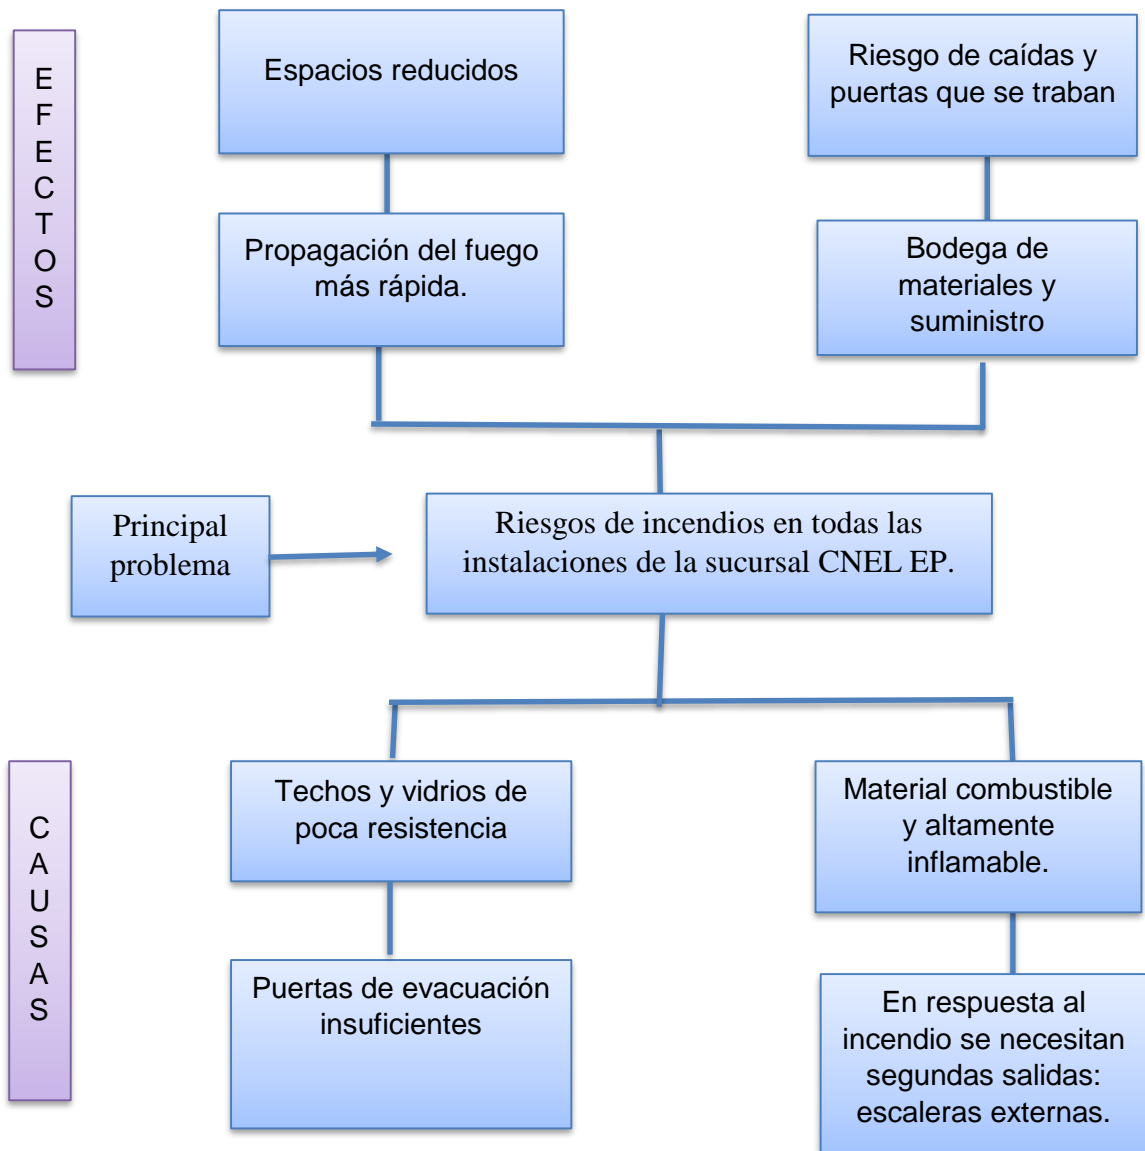 EFECTOS
Espacios reducidos
Riesgo de caídas y
puertas que se traban
Propagación del fuego
más rápida.
Bodega de
materiales y
suministro
Principal
problema
Riesgos de incendios en todas las
instalaciones de la sucursal CNEL EP.
CAUSAS
Techos y vidrios de
poca resistencia
Material combustible
y altamente
inflamable.
Puertas de evacuación
insuficientes
En respuesta al
incendio se necesitan
segundas salidas:
escaleras externas.